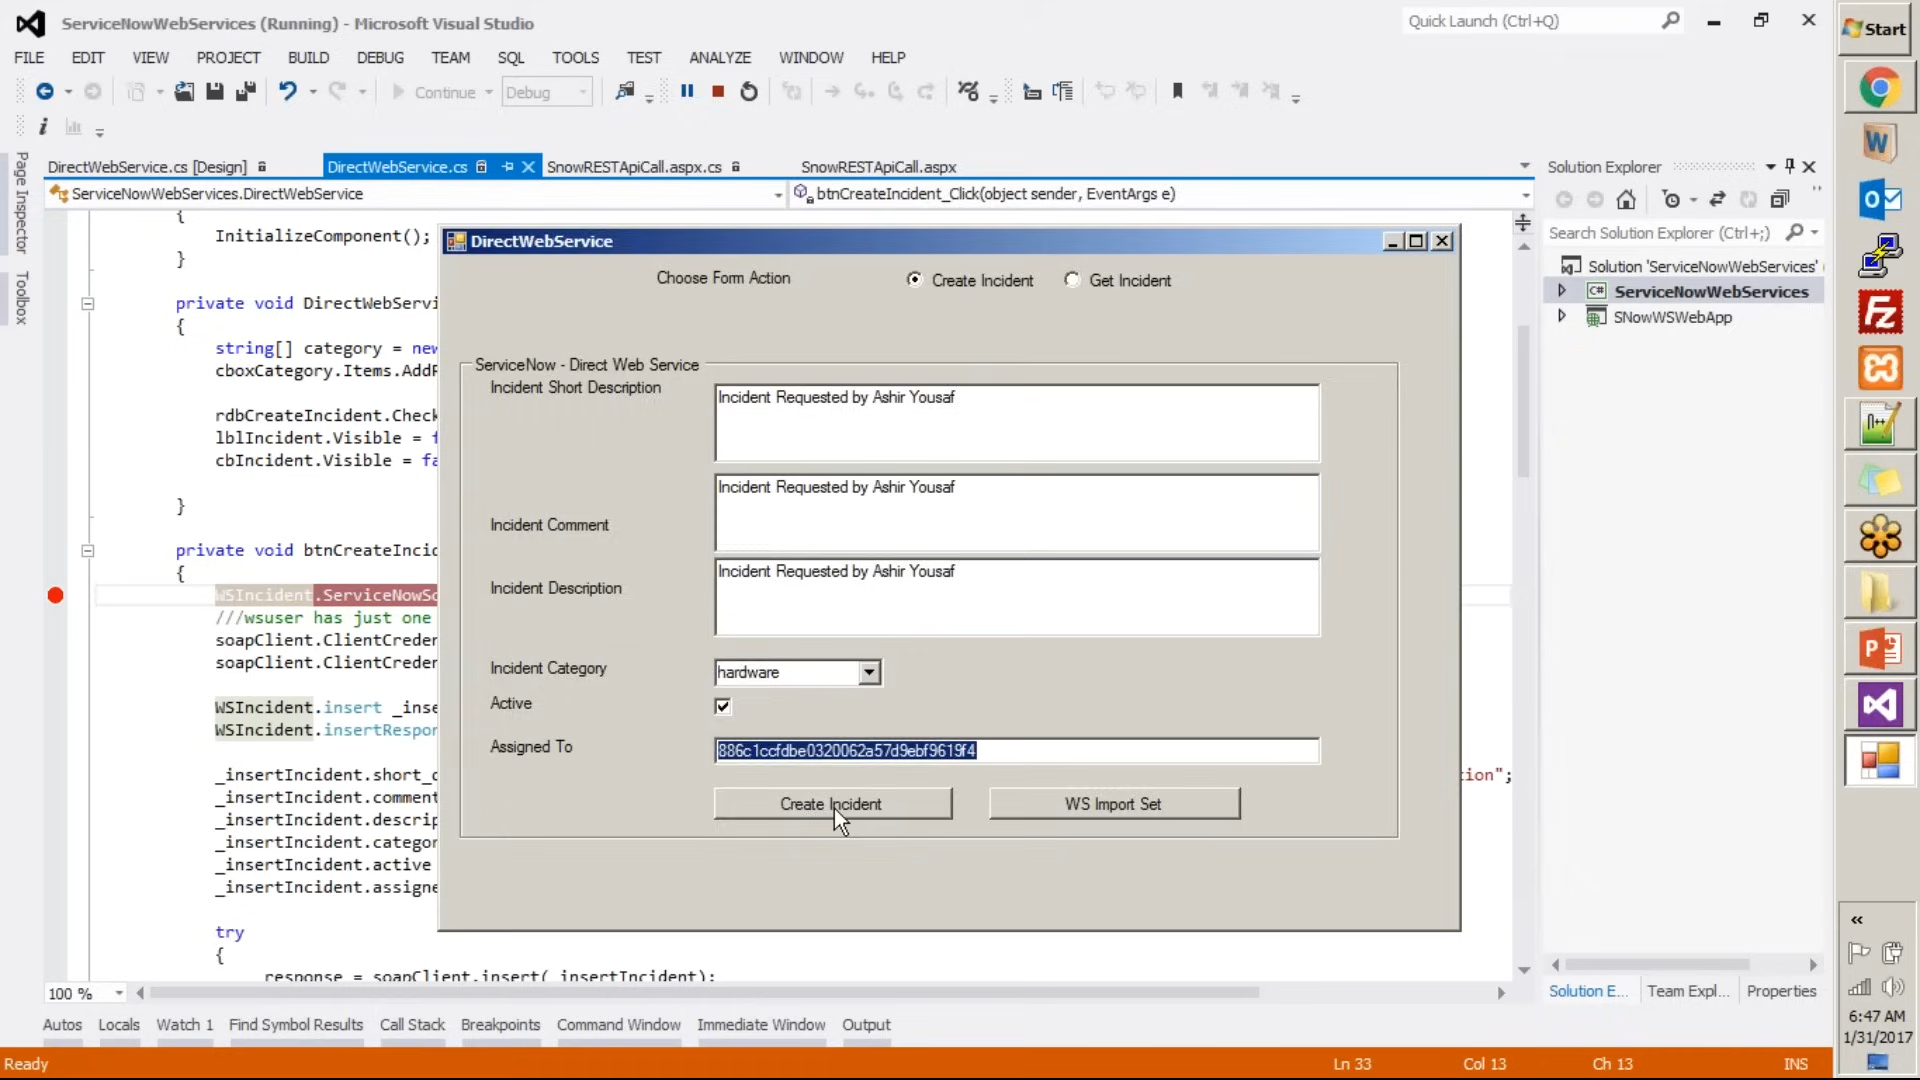 ServiceNowWebServices (Running) - Microsoft Visual Studio
Quick Launch (Ctrl+Q)
Start
FILE EDIT VIEW PROJECT BUILD DEBUG TEAM SQL TOOLS TEST ANALYZE WINDOW HELP
Continue Debug
Page Inspector
Toolbox
DirectWebService.cs [Design] DirectWebService.cs SnowRESTApiCall.aspx.cs SnowRESTApiCall.aspx
ServiceNowWebServices.DirectWebService btnCreateIncident_Click(object sender, EventArgs e)
{
InitializeComponent();
}
private void DirectWebServi
{
string[] category = new
cboxCategory.Items.AddR
rdbCreateIncident.Check
lblIncident.Visible = f
cbIncident.Visible = fa
}
private void btnCreateIncid
{
WSIncident.ServiceNowSo
///wsuser has just one
soapClient.ClientCreden
soapClient.ClientCreden
WSIncident.insert _inse
WSIncident.insertRespon
_insertIncident.short_d
tion";
_insertIncident.comment
_insertIncident.descrip
_insertIncident.categor
_insertIncident.active
_insertIncident.assigne
try
{
response = soapClient.insert(_insertIncident);
DirectWebService
Choose Form Action
Create Incident Get Incident
ServiceNow - Direct Web Service
Incident Short Description
Incident Requested by Ashir Yousaf
Incident Requested by Ashir Yousaf
Incident Comment
Incident Requested by Ashir Yousaf
Incident Description
Incident Category hardware
Active
Assigned To 886c1ccfdbe0320062a57d9ebf9619f4
Create Incident WS Import Set
Solution Explorer
Search Solution Explorer (Ctrl+;)
Solution 'ServiceNowWebServices' (
C# ServiceNowWebServices
SNowWSWebApp
Solution E... Team Expl... Properties
100 %
Autos Locals Watch 1 Find Symbol Results Call Stack Breakpoints Command Window Immediate Window Output
Ready Ln 33 Col 13 Ch 13 INS
6:47 AM
1/31/2017